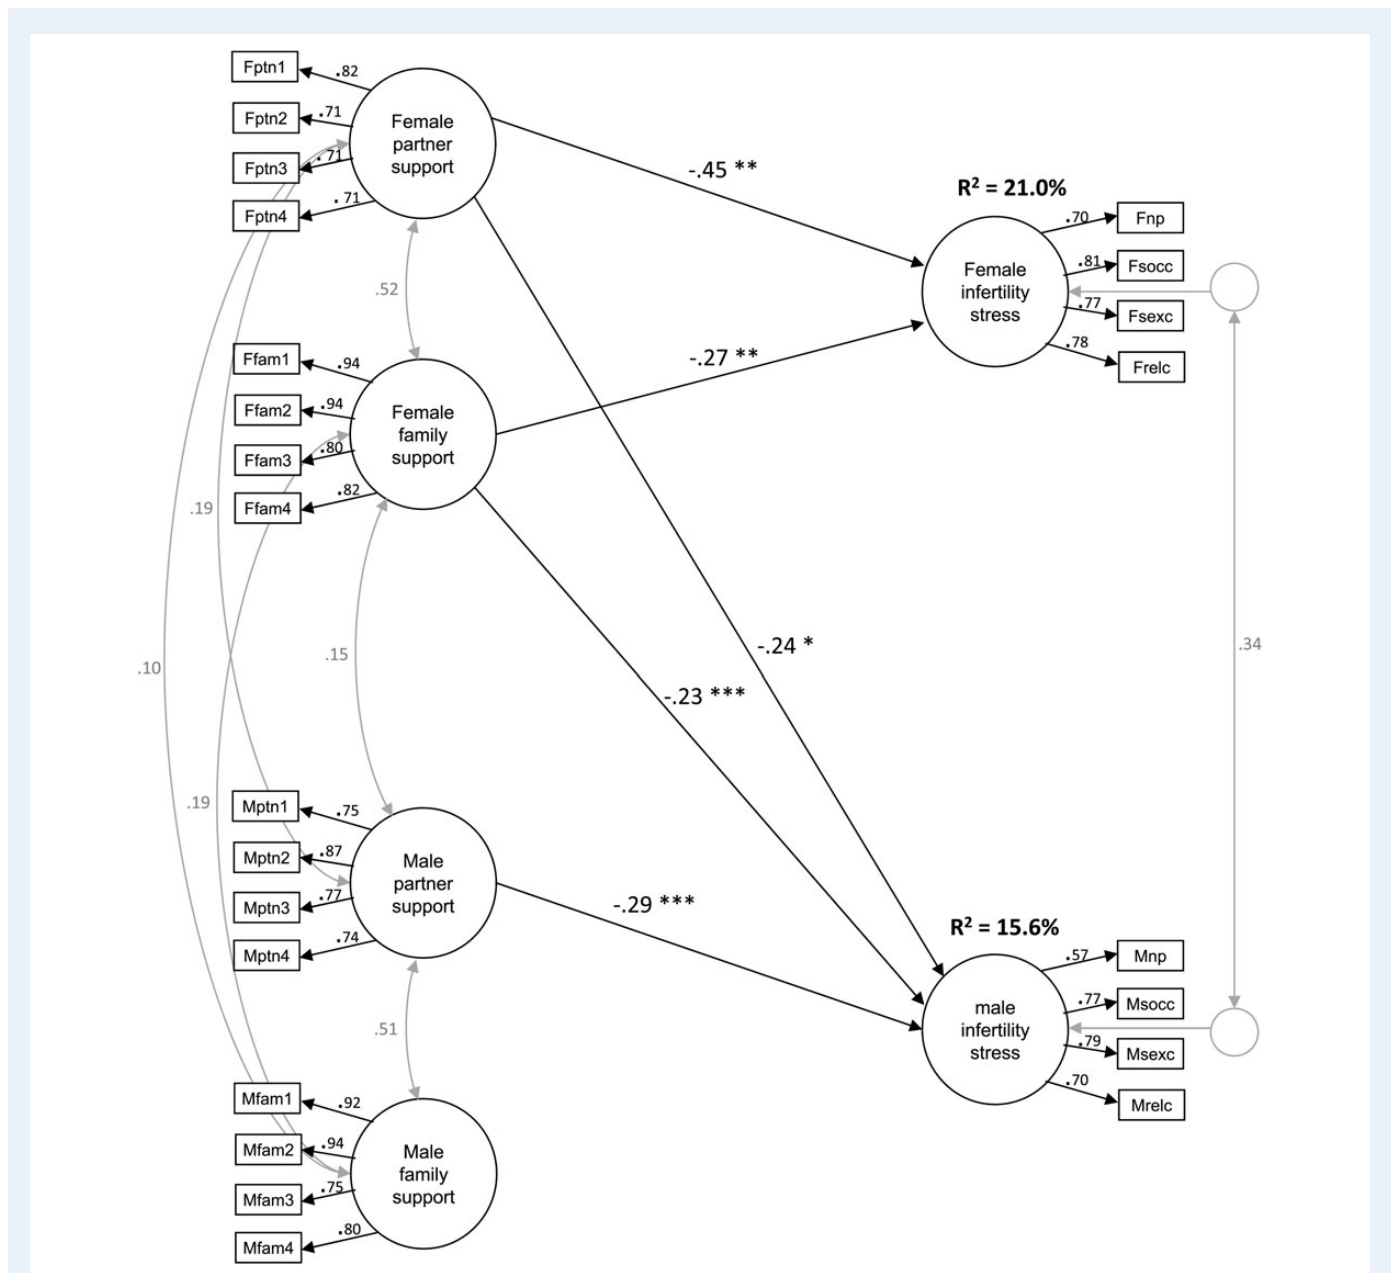 Fptn1
.82
Fptn2
.71
Fptn3
.71
Fptn4
.71
Female
partner
support
-.45 **
R² = 21.0%
Female
infertility
stress
.70
Fnp
.81
Fsocc
.77
Fsexc
.78
Frelc
.52
-.27 **
Ffam1
.94
Ffam2
.94
Ffam3
.80
Ffam4
.82
Female
family
support
.19
.15
.10
-.24 *
-.23 ***
.34
.19
Mptn1
.75
Mptn2
.87
Mptn3
.77
Mptn4
.74
Male
partner
support
-.29 ***
R² = 15.6%
male
infertility
stress
.57
Mnp
.77
Msocc
.79
Msexc
.70
Mrelc
.51
Mfam1
.92
Mfam2
.94
Mfam3
.75
Mfam4
.80
Male
family
support